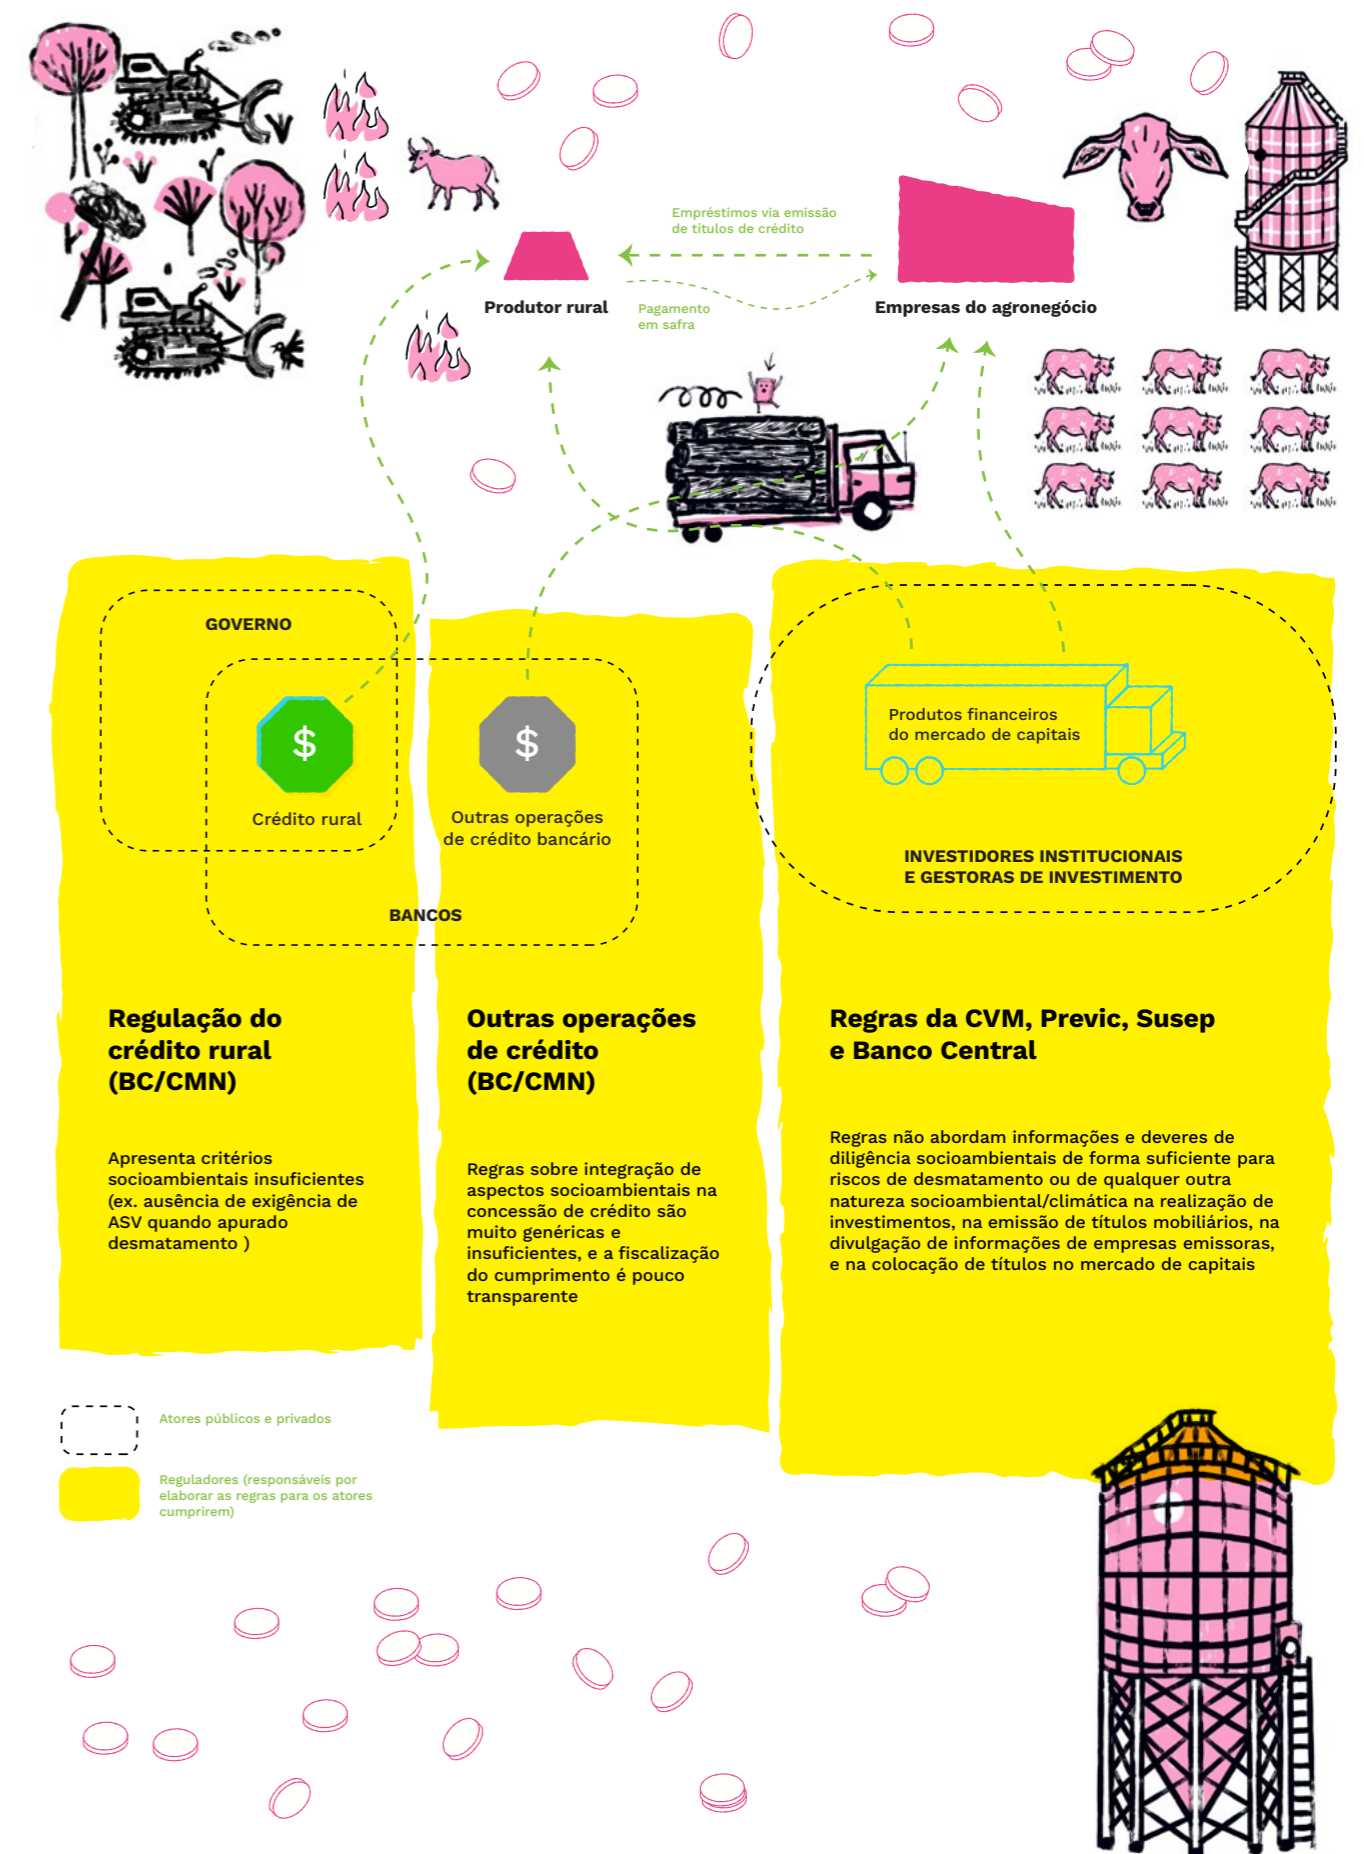 Empréstimos via emissão
de títulos de crédito
Produtor rural
Pagamento
em safra
Empresas do agronegócio
GOVERNO
$
Crédito rural
$
Outras operações
de crédito bancário
BANCOS
Produtos financeiros
do mercado de capitais
INVESTIDORES INSTITUCIONAIS
E GESTORAS DE INVESTIMENTO
Regulação do
crédito rural
(BC/CMN)
Apresenta critérios
socioambientais insuficientes
(ex. ausência de exigência de
ASV quando apurado
desmatamento )
Outras operações
de crédito
(BC/CMN)
Regras sobre integração de
aspectos socioambientais na
concessão de crédito são
muito genéricas e
insuficientes, e a fiscalização
do cumprimento é pouco
transparente
Regras da CVM, Previc, Susep
e Banco Central
Regras não abordam informações e deveres de
diligência socioambientais de forma suficiente para
riscos de desmatamento ou de qualquer outra
natureza socioambiental/climática na realização de
investimentos, na emissão de títulos mobiliários, na
divulgação de informações de empresas emissoras,
e na colocação de títulos no mercado de capitais
Atores públicos e privados
Reguladores (responsáveis por
elaborar as regras para os atores
cumprirem)